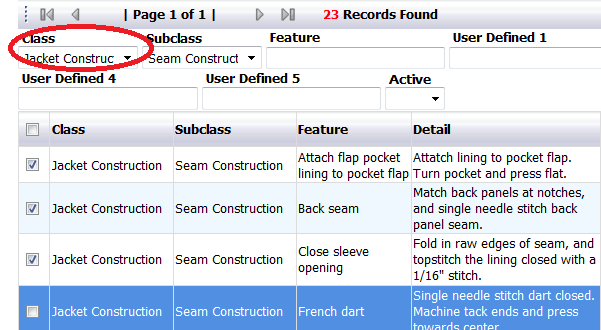 | Page 1 of 1 | 23 Records Found
Class Subclass Feature User Defined 1
Jacket Construc Seam Construct
User Defined 4 User Defined 5 Active
Class Subclass Feature Detail
Jacket Construction Seam Construction Attach flap pocket lining to pocket flap Attatch lining to pocket flap. Turn pocket and press flat.
Jacket Construction Seam Construction Back seam Match back panels at notches, and single needle stitch back panel seam.
Jacket Construction Seam Construction Close sleeve opening Fold in raw edges of seam, and topstitch the lining closed with a 1/16" stitch.
Jacket Construction Seam Construction French dart Single needle stitch dart closed. Machine tack ends and press towards center.